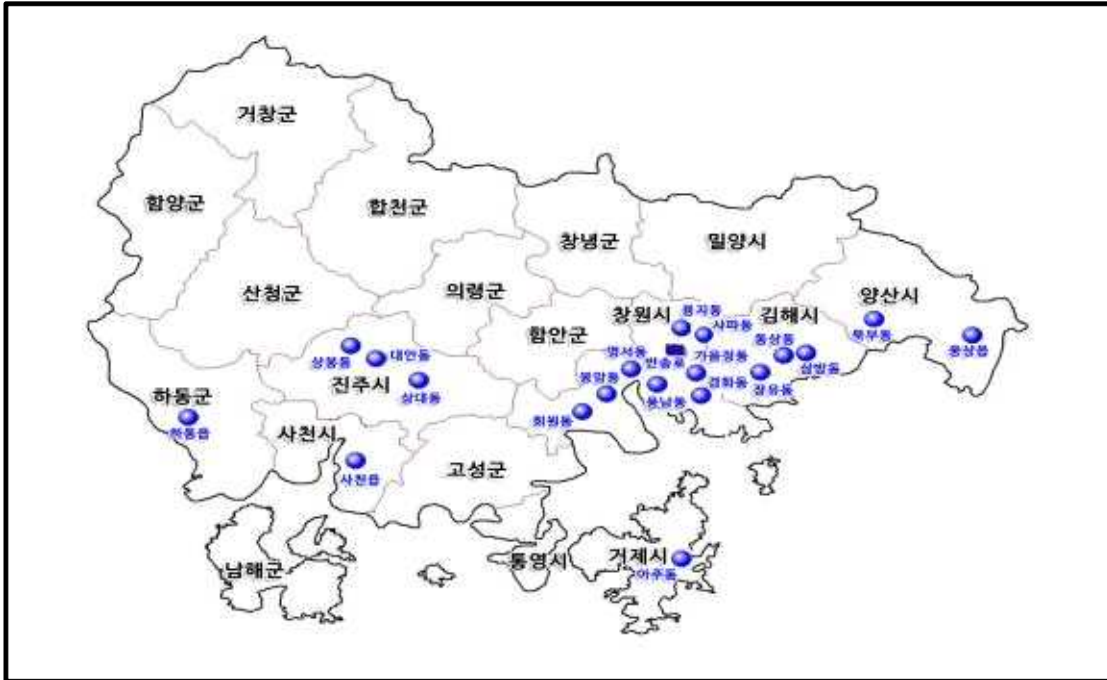 거창군
함양군
합천군
창녕군
밀양시
산청군
의령군
양산시
창원시
용지동
김해시
사파동
함안군
북부동
웅상읍
동상동
삼방동
상봉동
대안동
명서동
반송로
가음정동
진주시
상대동
봉암동
경화동
장유동
하동군
웅남동
회원동
하동읍
사천시
고성군
사천읍
남해군
통영시
거제시
아주동